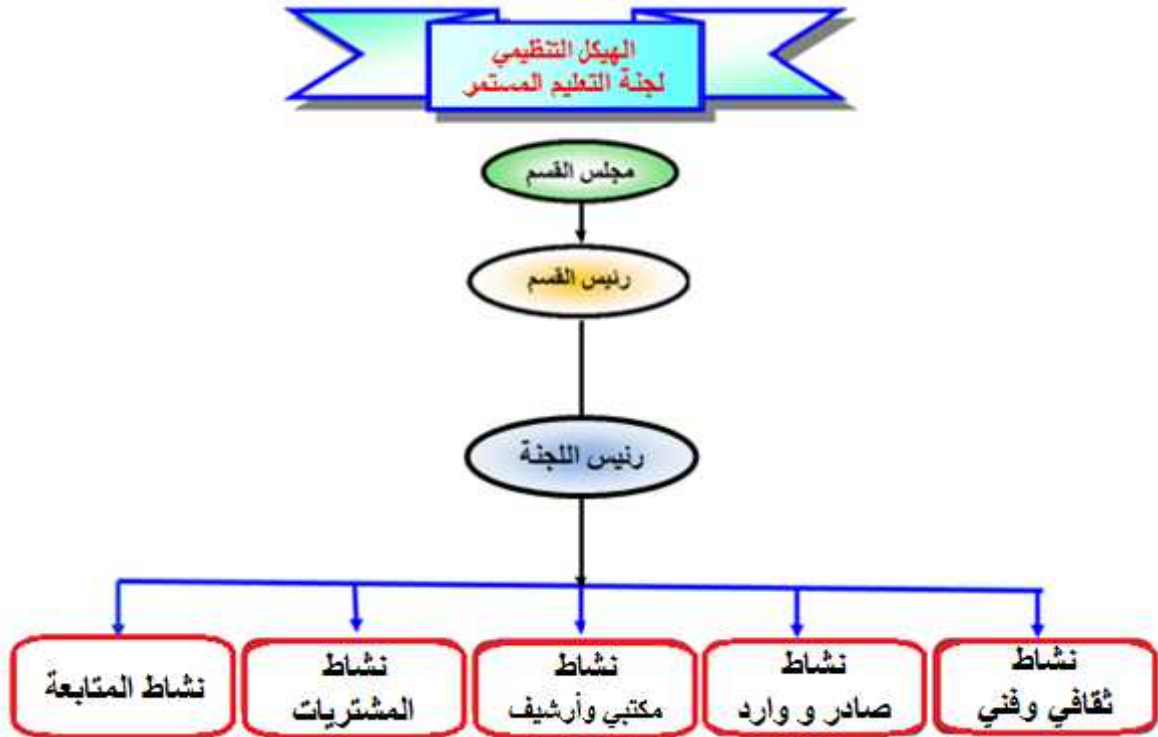 الهيكل التنظيمي
لجنة التعليم المستمر
مجلس القسم
رئيس القسم
رئيس اللجنة
نشاط
ثقافي وفني
نشاط
صادر و وارد
نشاط
مكتبي وأرشيف
نشاط
المشتريات
نشاط المتابعة